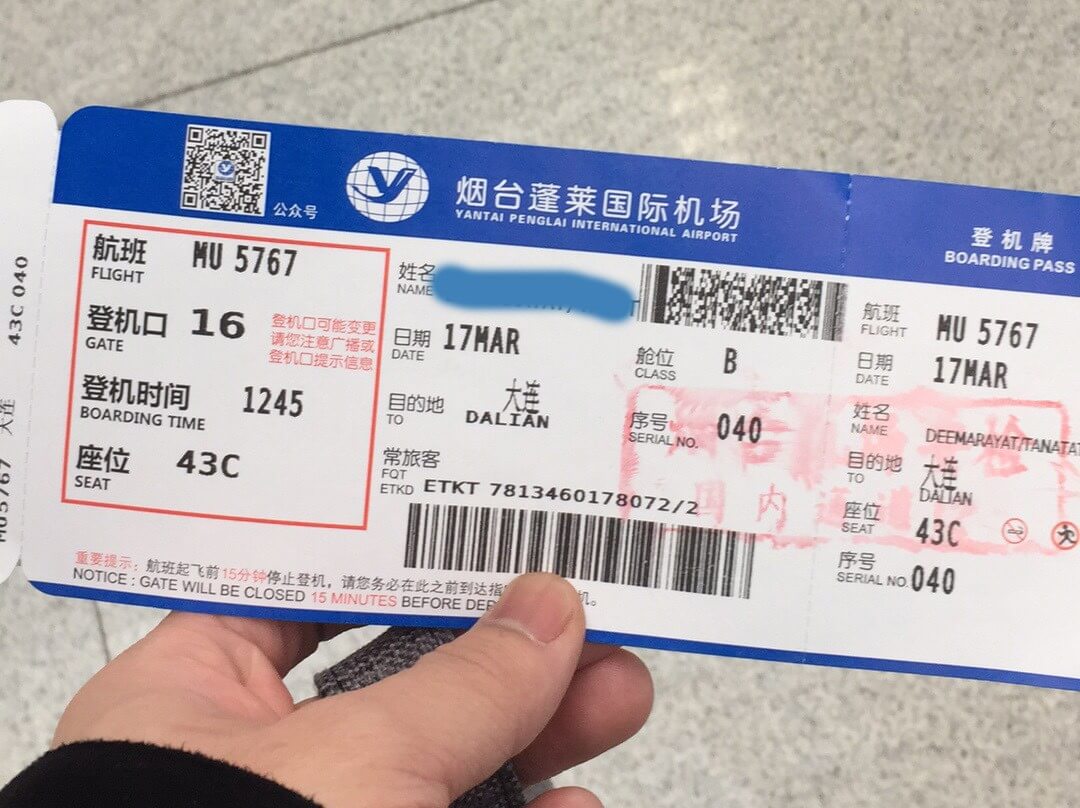 公众号
烟台蓬莱国际机场
YANTAI PENGLAI INTERNATIONAL AIRPORT
登机牌
BOARDING PASS
43C 040
大连
MU5767
航班 MU 5767
FLIGHT
登机口 16
GATE
登机口可能变更
请您注意广播或
登机口提示信息
登机时间 1245
BOARDING TIME
座位 43C
SEAT
姓名
NAME
日期 17MAR
DATE
舱位 B
CLASS
目的地 大连
TO DALIAN
序号 040
SERIAL NO.
常旅客
FQT
ETKD ETKT 7813460178072/2
重要提示：航班起飞前15分钟停止登机，请您务必在此之前到达指
机。
NOTICE : GATE WILL BE CLOSED 15 MINUTES BEFORE
航班 MU 5767
FLIGHT
日期 17MAR
DATE
姓名
NAME DEEMARAYAT/TANATAT
目的地 大连
TO DALIAN
座位 43C
SEAT
序号
SERIAL NO. 040
国内